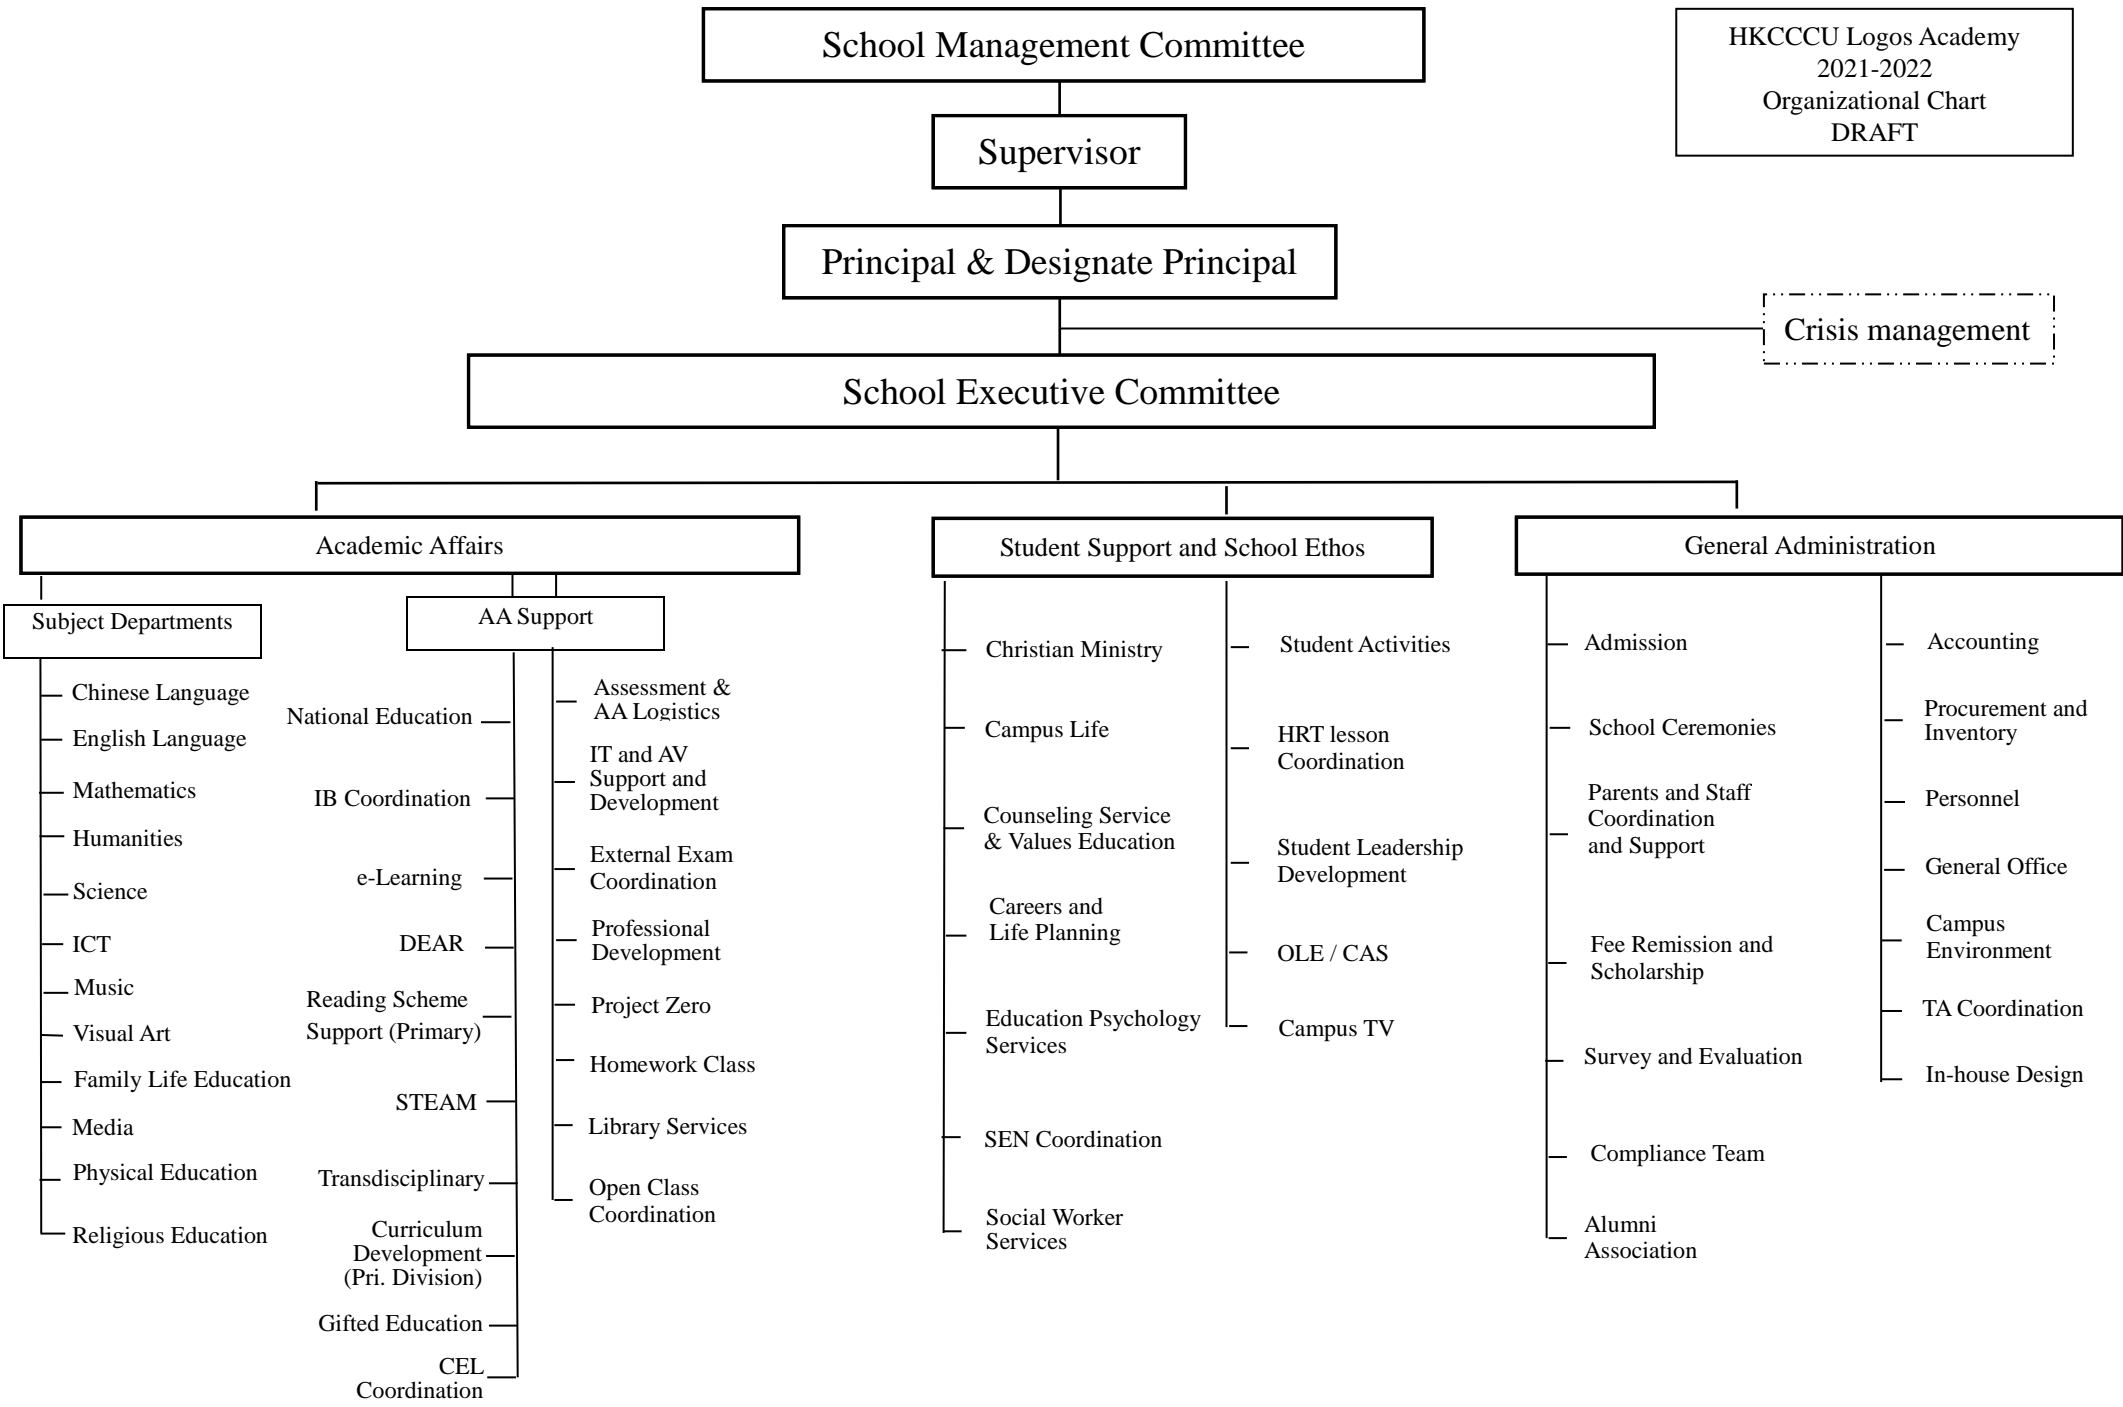 School Management Committee
HKCCCU Logos Academy
2021-2022
Organizational Chart
DRAFT
Supervisor
Principal & Designate Principal
Crisis management
School Executive Committee
Academic Affairs
Subject Departments
Chinese Language
English Language
Mathematics
Humanities
Science
ICT
Music
Visual Art
Family Life Education
Media
Physical Education
Religious Education
AA Support
National Education
IB Coordination
e-Learning
DEAR
Reading Scheme
Support (Primary)
STEAM
Transdisciplinary
Curriculum
Development
(Pri. Division)
Gifted Education
CEL
Coordination
Assessment &
AA Logistics
IT and AV
Support and
Development
External Exam
Coordination
Professional
Development
Project Zero
Homework Class
Library Services
Open Class
Coordination
Student Support and School Ethos
Christian Ministry
Campus Life
Counseling Service
& Values Education
Careers and
Life Planning
Education Psychology
Services
SEN Coordination
Social Worker
Services
Student Activities
HRT lesson
Coordination
Student Leadership
Development
OLE / CAS
Campus TV
General Administration
Admission
School Ceremonies
Parents and Staff
Coordination
and Support
Fee Remission and
Scholarship
Survey and Evaluation
Compliance Team
Alumni
Association
Accounting
Procurement and
Inventory
Personnel
General Office
Campus
Environment
TA Coordination
In-house Design